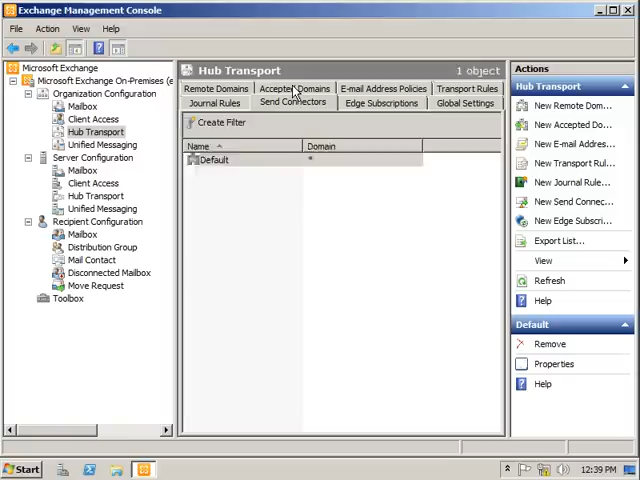 Exchange Management Console
File Action View Help
Microsoft Exchange
Microsoft Exchange On-Premises (e
Organization Configuration
Mailbox
Client Access
Hub Transport
Unified Messaging
Server Configuration
Mailbox
Client Access
Hub Transport
Unified Messaging
Recipient Configuration
Mailbox
Distribution Group
Mail Contact
Disconnected Mailbox
Move Request
Toolbox
Hub Transport 1 object
Remote Domains Accepted Domains E-mail Address Policies Transport Rules
Journal Rules Send Connectors Edge Subscriptions Global Settings
Create Filter
Name Domain
Default *
Actions
Hub Transport
New Remote Dom...
New Accepted Do...
New E-mail Addres...
New Transport Rul...
New Journal Rule...
New Send Connec...
New Edge Subscri...
Export List...
View
Refresh
Help
Default
Remove
Properties
Help
Start 12:39 PM